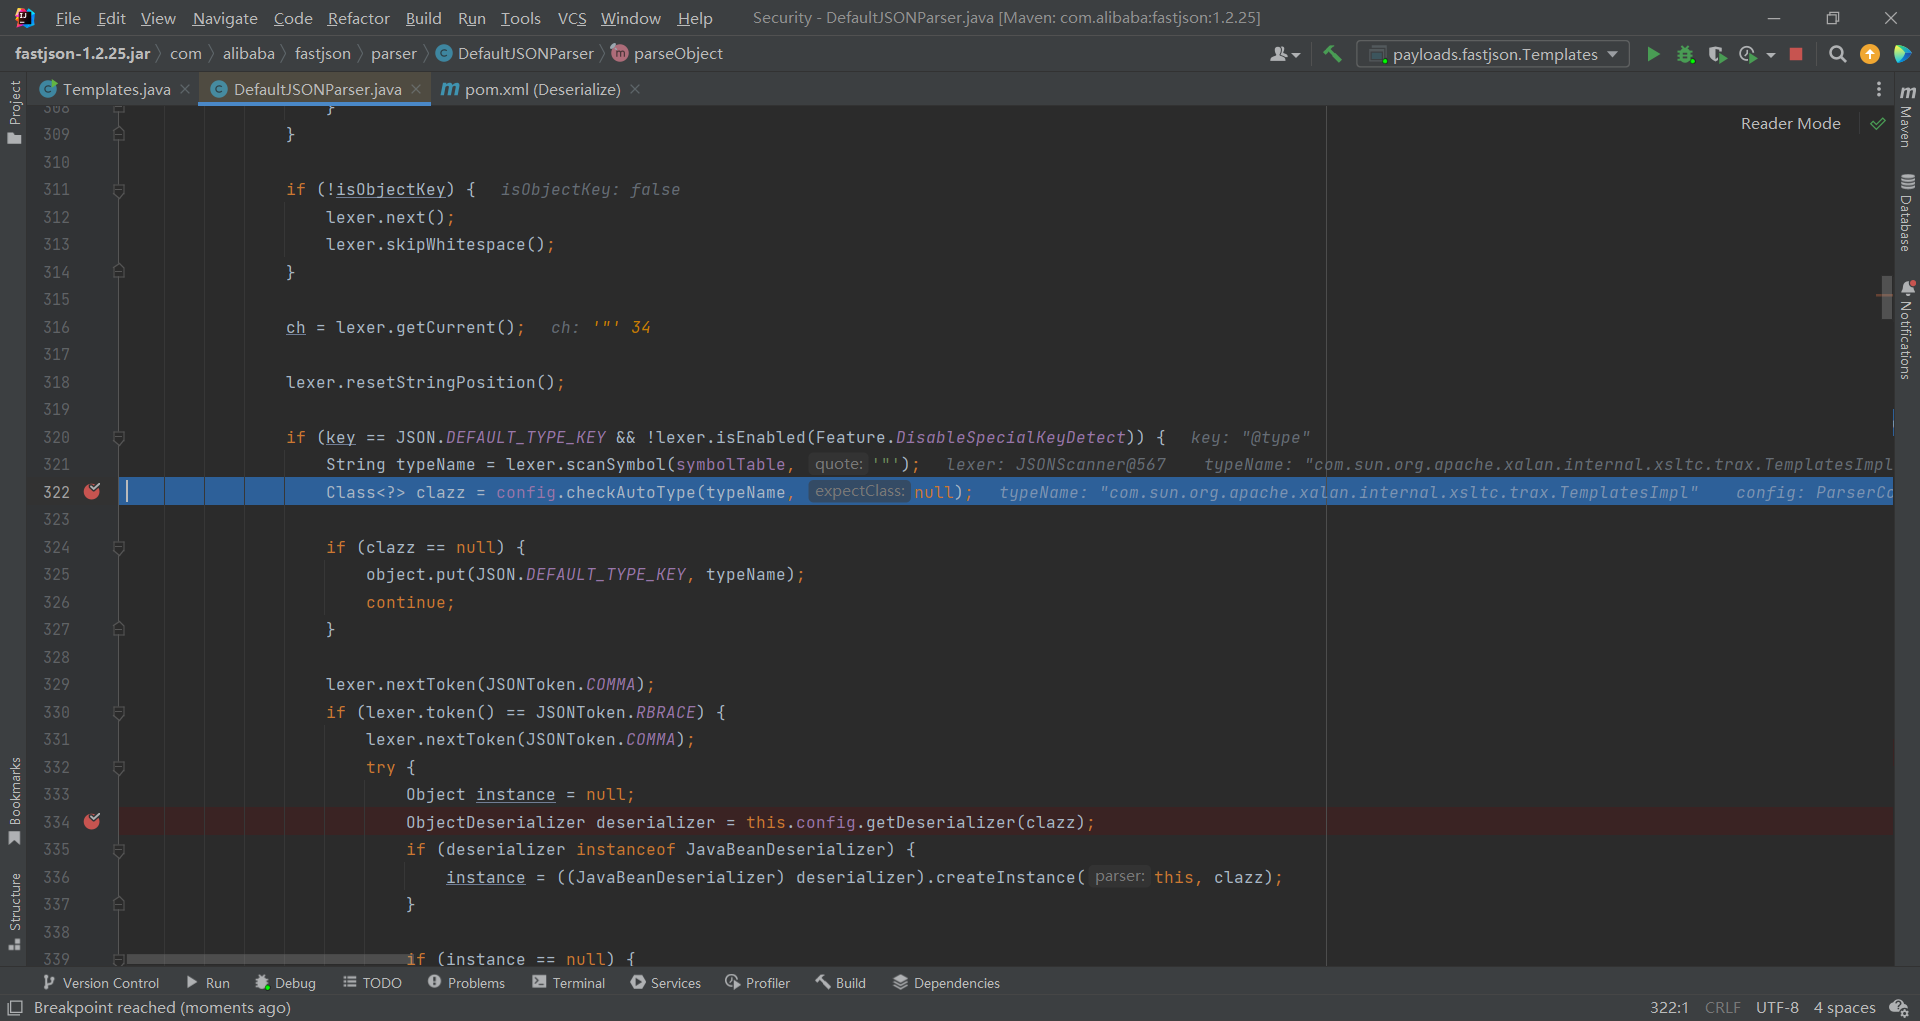 File Edit View Navigate Code Refactor Build Run Tools VCS Window Help Security - DefaultJSONParser.java [Maven: com.alibaba:fastjson:1.2.25]
fastjson-1.2.25.jar com alibaba fastjson parser DefaultJSONParser parseObject payloads.fastjson.Templates
Templates.java DefaultJSONParser.java pom.xml (Deserialize)
Project
Bookmarks
Structure
Reader Mode
Maven
Database
Notifications
308 }
309 }
310
311 if (!isObjectKey) { isObjectKey: false
312 lexer.next();
313 lexer.skipWhitespace();
314 }
315
316 ch = lexer.getCurrent(); ch: '"' 34
317
318 lexer.resetStringPosition();
319
320 if (key == JSON.DEFAULT_TYPE_KEY && !lexer.isEnabled(Feature.DisableSpecialKeyDetect)) { key: "@type"
321 String typeName = lexer.scanSymbol(symbolTable, quote: '"'); lexer: JSONScanner@567 typeName: "com.sun.org.apache.xalan.internal.xsltc.trax.TemplatesImpl
322 Class<?> clazz = config.checkAutoType(typeName, expectClass: null); typeName: "com.sun.org.apache.xalan.internal.xsltc.trax.TemplatesImpl" config: ParserCo
323
324 if (clazz == null) {
325 object.put(JSON.DEFAULT_TYPE_KEY, typeName);
326 continue;
327 }
328
329 lexer.nextToken(JSONToken.COMMA);
330 if (lexer.token() == JSONToken.RBRACE) {
331 lexer.nextToken(JSONToken.COMMA);
332 try {
333 Object instance = null;
334 ObjectDeserializer deserializer = this.config.getDeserializer(clazz);
335 if (deserializer instanceof JavaBeanDeserializer) {
336 instance = ((JavaBeanDeserializer) deserializer).createInstance( parser: this, clazz);
337 }
338
339 if (instance == null) {
Version Control Run Debug TODO Problems Terminal Services Profiler Build Dependencies
Breakpoint reached (moments ago) 322:1 CRLF UTF-8 4 spaces